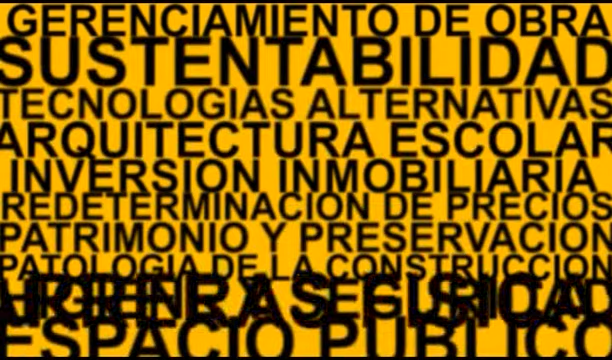 GERENCIAMIENTO DE OBRA
SUSTENTABILIDAD
TECNOLOGIAS ALTERNATIVAS
ARQUITECTURA ESCOLAR
INVERSION INMOBILIARIA
REDETERMINACION DE PRECIOS
PATRIMONIO Y PRESERVACION
PATOLOGIA DE LA CONSTRUCCION
ESPACIO PUBLICO